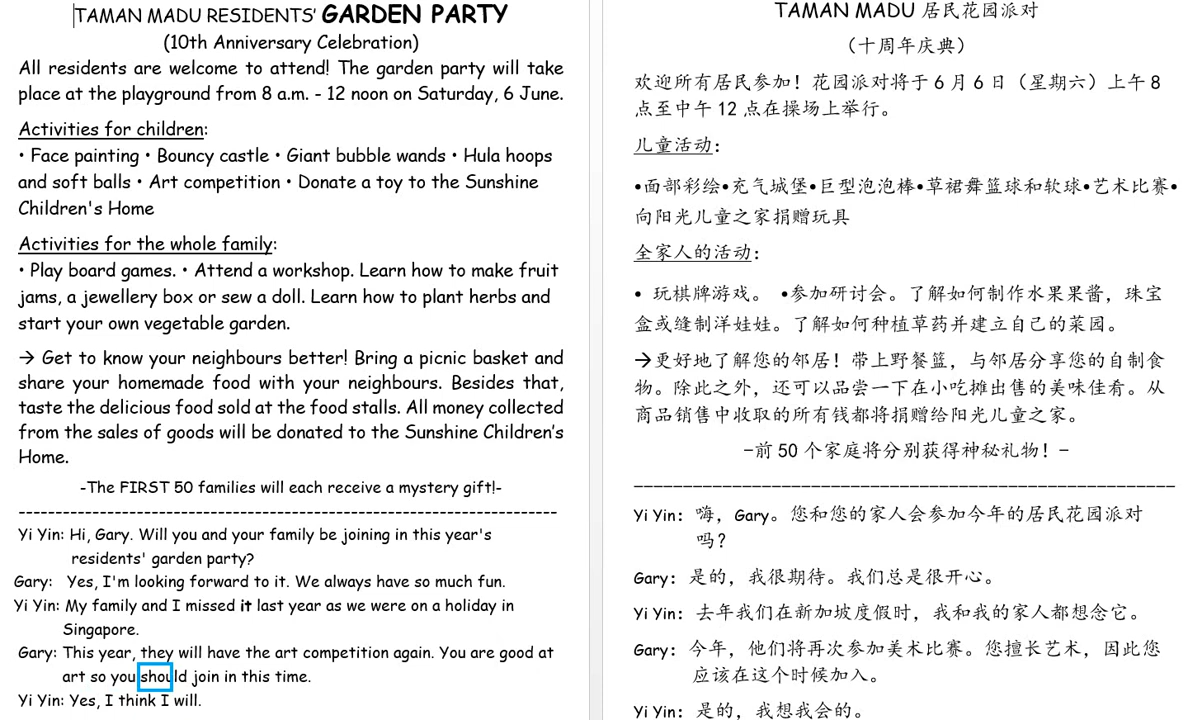 TAMAN MADU RESIDENTS' GARDEN PARTY
(10th Anniversary Celebration)
All residents are welcome to attend! The garden party will take
place at the playground from 8 a.m. - 12 noon on Saturday, 6 June.
Activities for children:
• Face painting • Bouncy castle • Giant bubble wands • Hula hoops
and soft balls • Art competition • Donate a toy to the Sunshine
Children's Home
Activities for the whole family:
• Play board games. • Attend a workshop. Learn how to make fruit
jams, a jewellery box or sew a doll. Learn how to plant herbs and
start your own vegetable garden.
→ Get to know your neighbours better! Bring a picnic basket and
share your homemade food with your neighbours. Besides that,
taste the delicious food sold at the food stalls. All money collected
from the sales of goods will be donated to the Sunshine Children's
Home.
-The FIRST 50 families will each receive a mystery gift!-
Yi Yin: Hi, Gary. Will you and your family be joining in this year's
residents' garden party?
Gary: Yes, I'm looking forward to it. We always have so much fun.
Yi Yin: My family and I missed it last year as we were on a holiday in
Singapore.
Gary: This year, they will have the art competition again. You are good at
art so you should join in this time.
Yi Yin: Yes, I think I will.
TAMAN MADU 居民花园派对
（十周年庆典）
欢迎所有居民参加！花园派对将于 6 月 6 日（星期六）上午 8
点至中午 12 点在操场上举行。
儿童活动：
•面部彩绘•充气城堡•巨型泡泡棒•草裙舞篮球和软球•艺术比赛•
向阳光儿童之家捐赠玩具
全家人的活动：
• 玩棋牌游戏。 •参加研讨会。了解如何制作水果果酱，珠宝
盒或缝制洋娃娃。了解如何种植草药并建立自己的菜园。
→更好地了解您的邻居！带上野餐篮，与邻居分享您的自制食
物。除此之外，还可以品尝一下在小吃摊出售的美味佳肴。从
商品销售中收取的所有钱都将捐赠给阳光儿童之家。
-前 50 个家庭将分别获得神秘礼物！-
Yi Yin：嗨，Gary。您和您的家人会参加今年的居民花园派对
吗？
Gary：是的，我很期待。我们总是很开心。
Yi Yin：去年我们在新加坡度假时，我和我的家人都想念它。
Gary：今年，他们将再次参加美术比赛。您擅长艺术，因此您
应该在这个时候加入。
Yi Yin：是的，我想我会的。